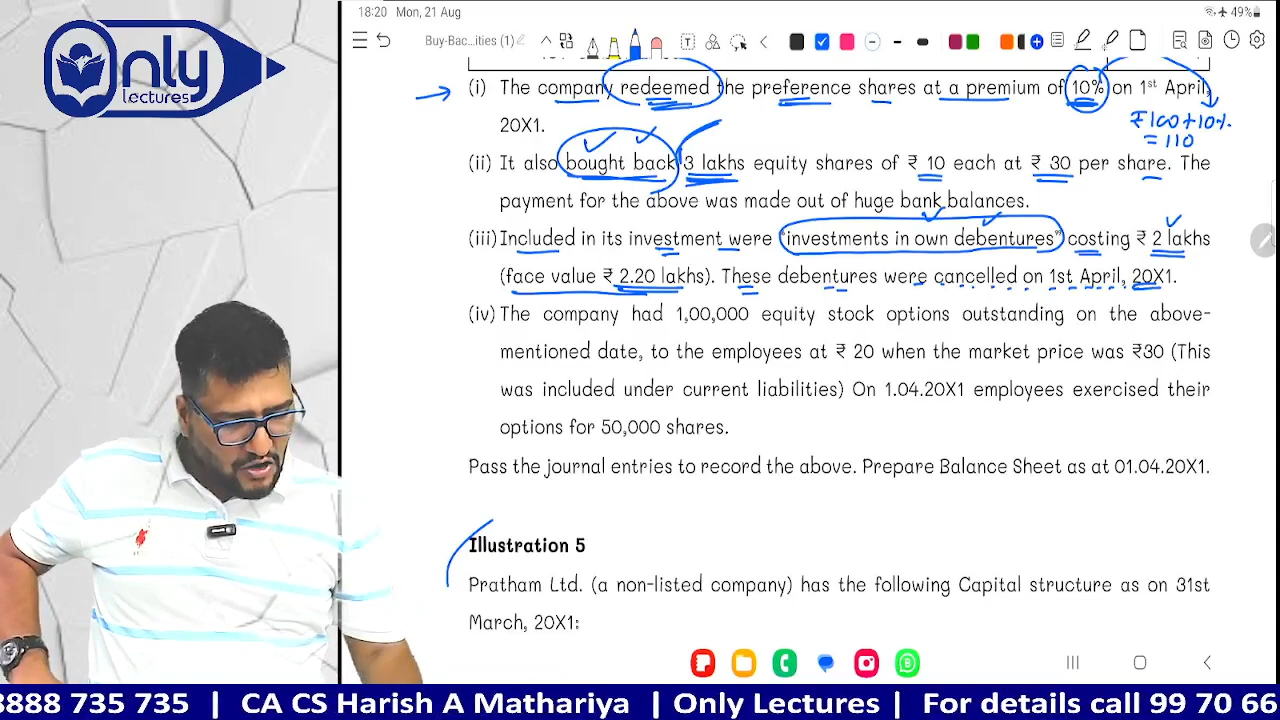 18:20 Mon, 21 Aug
49%
Only
lectures
Buy-Bac...ities (1)
(i) The company redeemed the preference shares at a premium of 10% on 1st April,
20X1.
₹100+10%
= 110
(ii) It also bought back 3 lakhs equity shares of ₹ 10 each at ₹ 30 per share. The
payment for the above was made out of huge bank balances.
(iii) Included in its investment were "investments in own debentures" costing ₹ 2 lakhs
(face value ₹ 2.20 lakhs). These debentures were cancelled on 1st April, 20X1.
(iv) The company had 1,00,000 equity stock options outstanding on the above-
mentioned date, to the employees at ₹ 20 when the market price was ₹30 (This
was included under current liabilities) On 1.04.20X1 employees exercised their
options for 50,000 shares.
Pass the journal entries to record the above. Prepare Balance Sheet as at 01.04.20X1.
Illustration 5
Pratham Ltd. (a non-listed company) has the following Capital structure as on 31st
March, 20X1:
8888 735 735 | CA CS Harish A Mathariya | Only Lectures | For details call 99 70 66